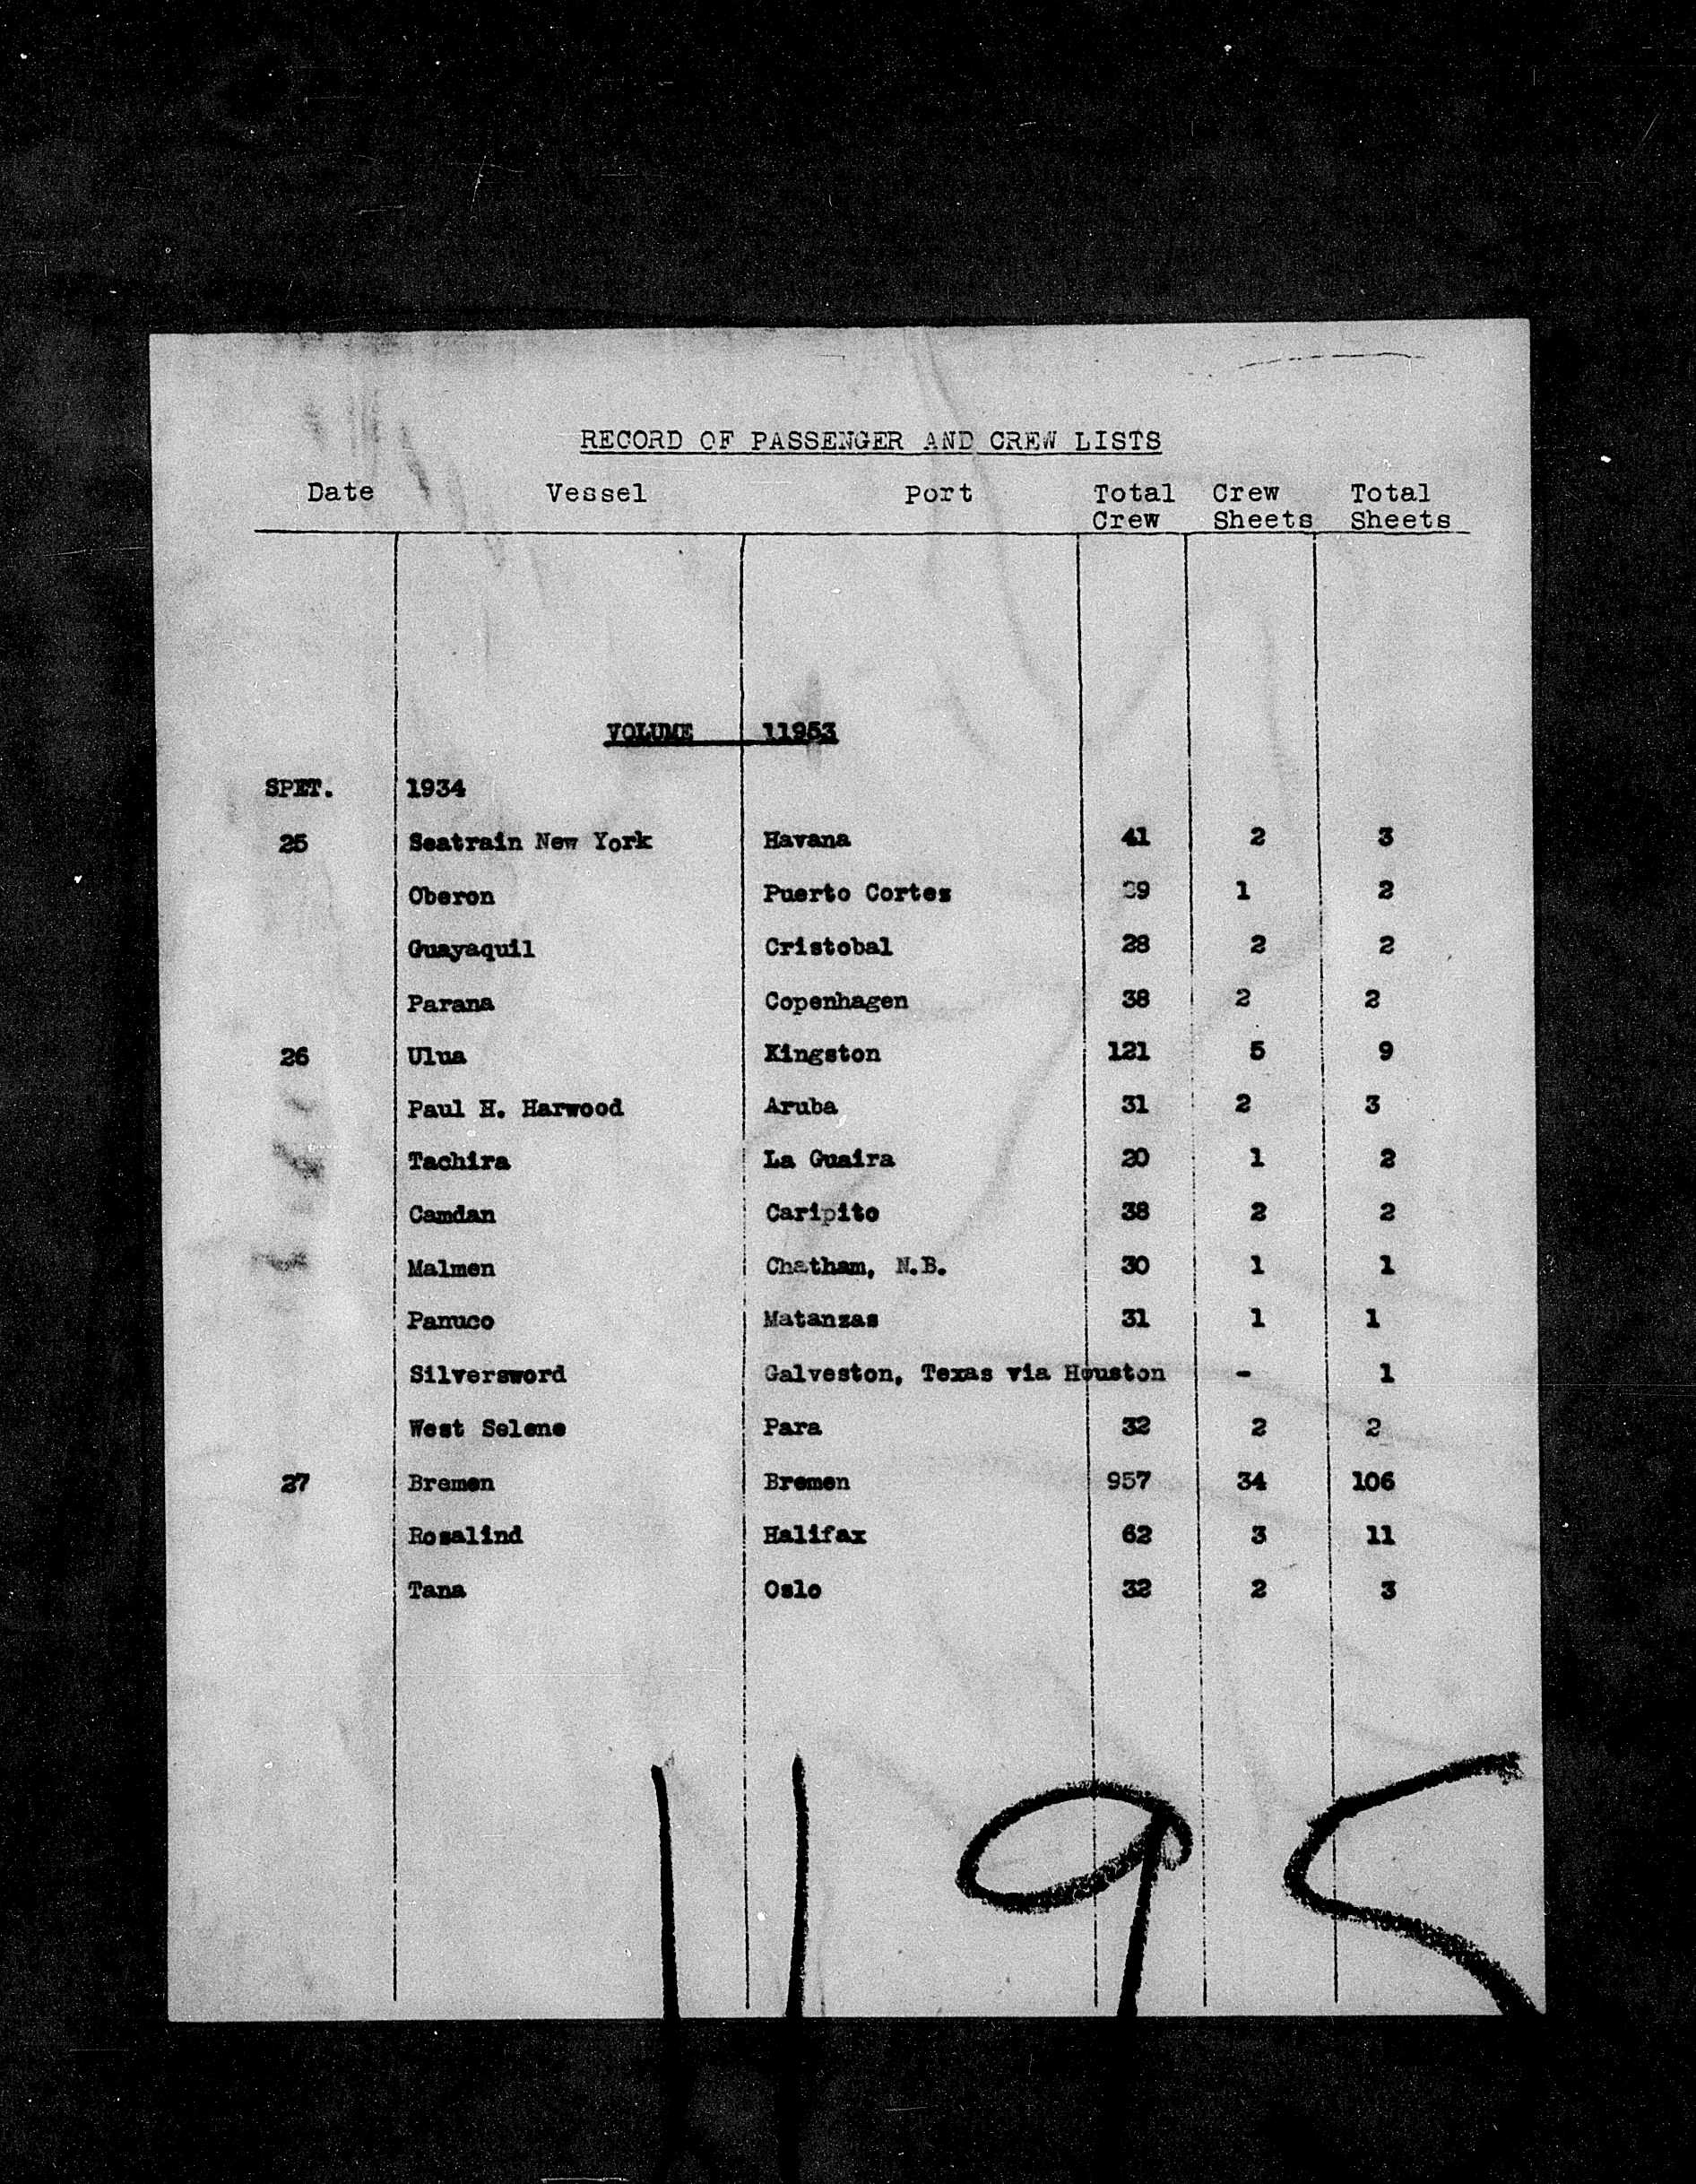 RECORD OF PASSENGER AND CREW LISTS
Date Vessel Port Total Crew Total
Crew Sheets Sheets
VOLUME 11953
SPET. 1934
25 Seatrain New York Havana 41 2 3
Oberon Puerto Cortez 39 1 2
Guayaquil Cristobal 28 2 2
Parana Copenhagen 38 2 2
26 Ulua Kingston 121 5 9
Paul H. Harwood Aruba 31 2 3
Tachira La Guaira 20 1 2
Camdan Caripito 38 2 2
Malmen Chatham, N.B. 30 1 1
Panuco Matanzas 31 1 1
Silversword Galveston, Texas via Houston - 1
West Selene Para 32 2 2
27 Bremen Bremen 957 34 106
Rosalind Halifax 62 3 11
Tana Oslo 32 2 3
11 9 5